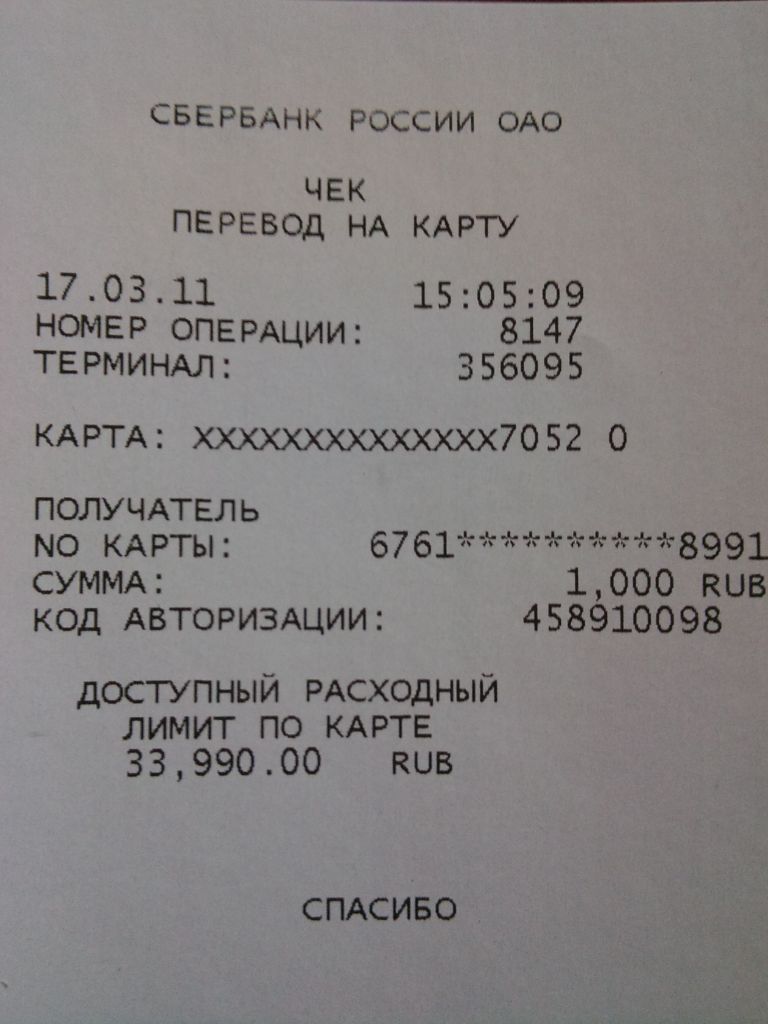 СБЕРБАНК РОССИИ ОАО
ЧЕК
ПЕРЕВОД НА КАРТУ
17.03.11 15:05:09
НОМЕР ОПЕРАЦИИ: 8147
ТЕРМИНАЛ: 356095
КАРТА: XXXXXXXXXXXXXX7052 0
ПОЛУЧАТЕЛЬ
NO КАРТЫ: 6761**********8991
СУММА: 1,000 RUB
КОД АВТОРИЗАЦИИ: 458910098
ДОСТУПНЫЙ РАСХОДНЫЙ
ЛИМИТ ПО КАРТЕ
33,990.00 RUB
СПАСИБО